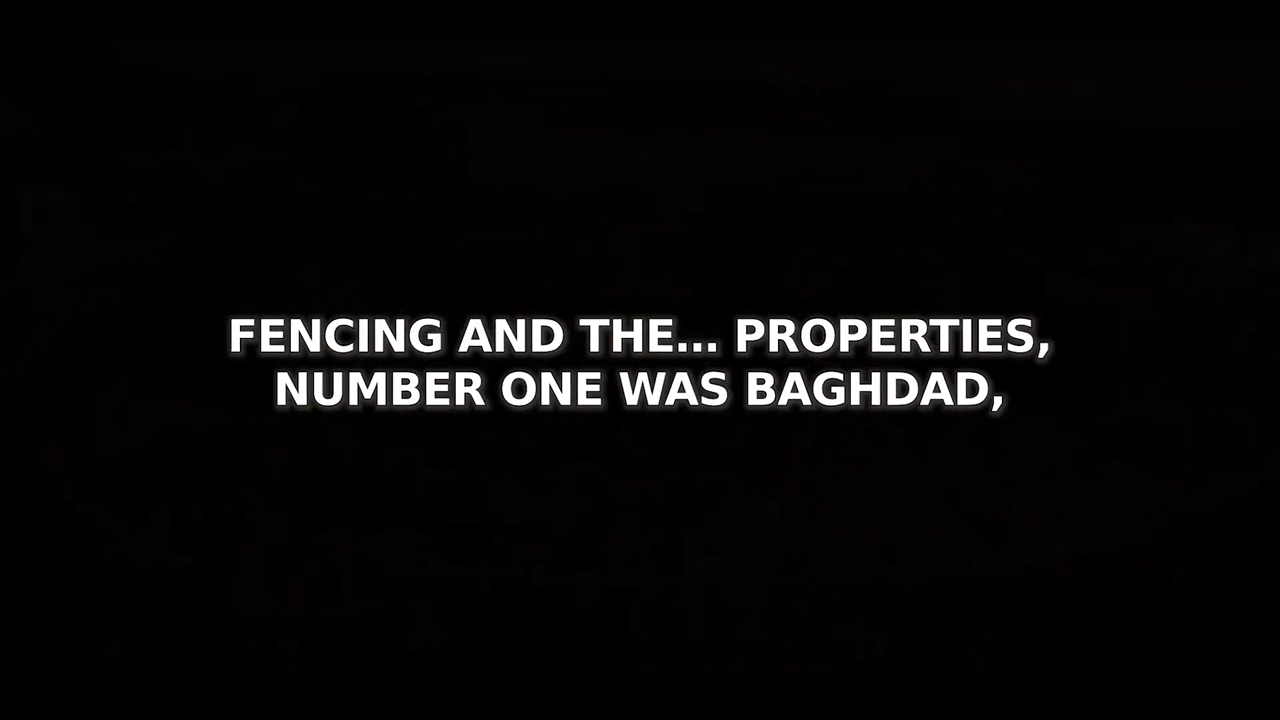 FENCING AND THE... PROPERTIES,
NUMBER ONE WAS BAGHDAD,